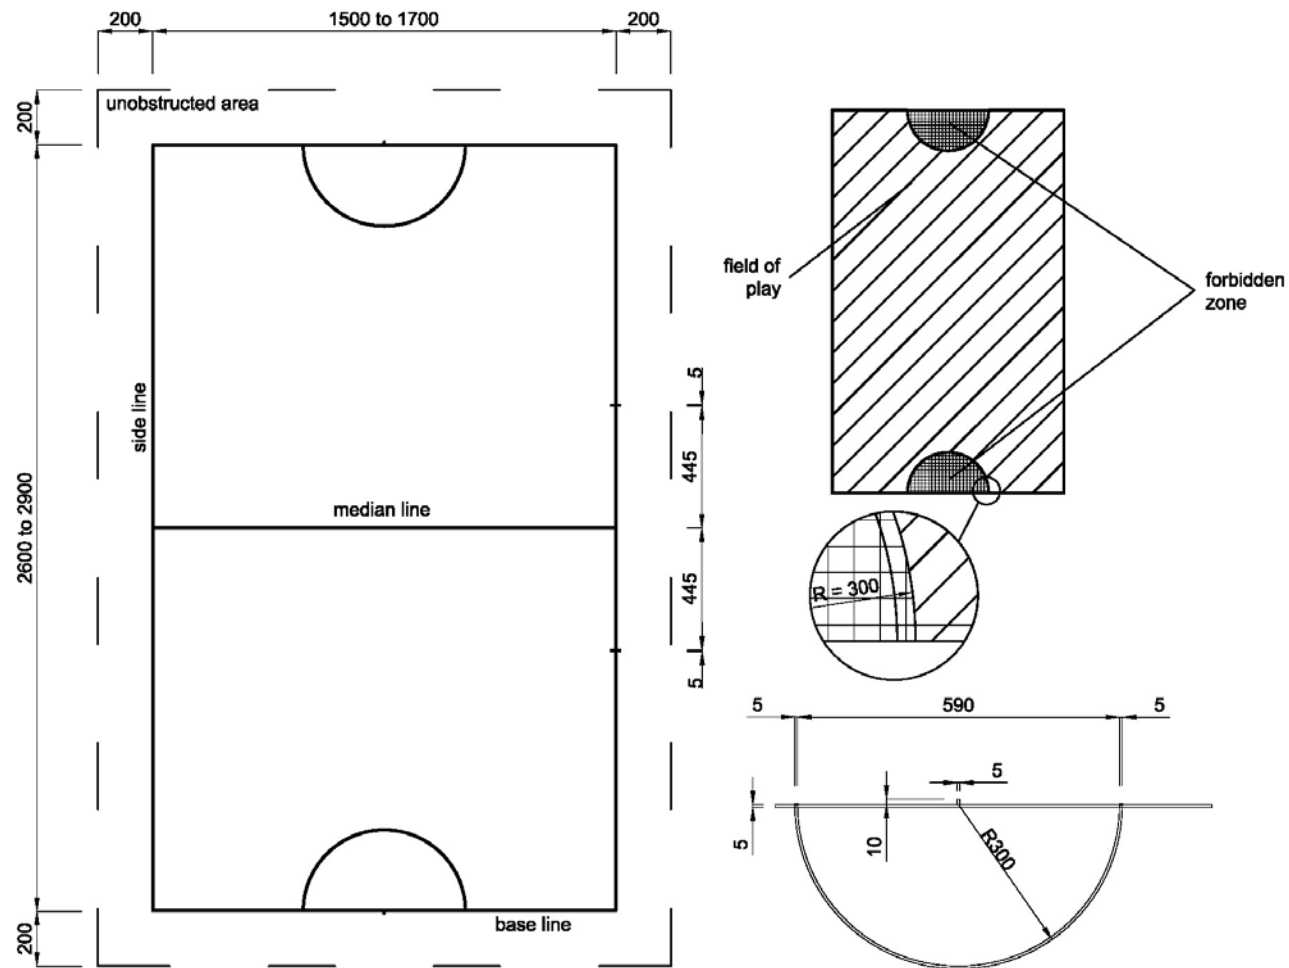 200
1500 to 1700
200
unobstructed area
200
2600 to 2900
200
side line
median line
base line
5
445
445
5
field of
play
forbidden
zone
R = 300
5
590
5
5
5
10
R300